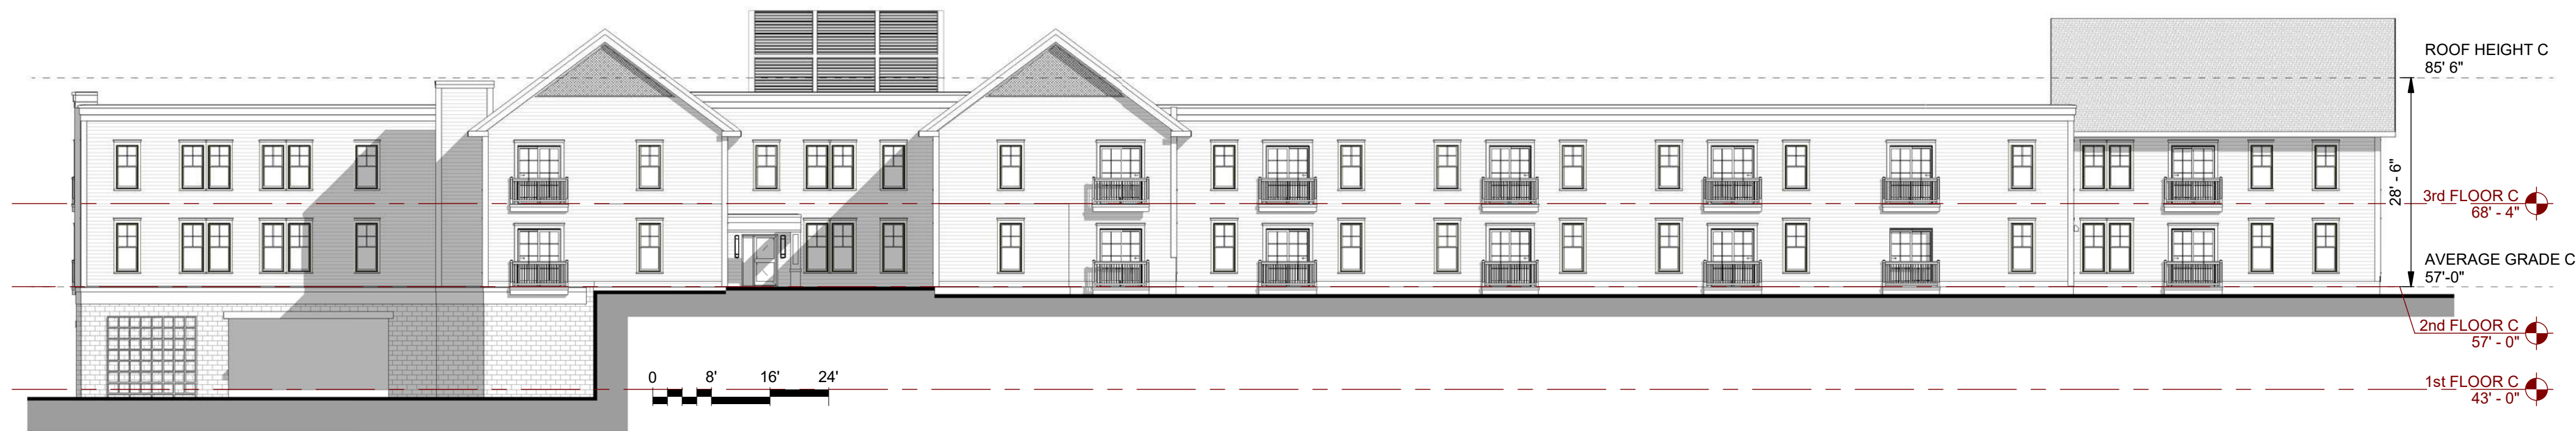 ROOF HEIGHT C
85' 6"
28' - 6"
3rd FLOOR C
68' - 4"
AVERAGE GRADE C
57'-0"
2nd FLOOR C
57' - 0"
0 8' 16' 24'
1st FLOOR C
43' - 0"